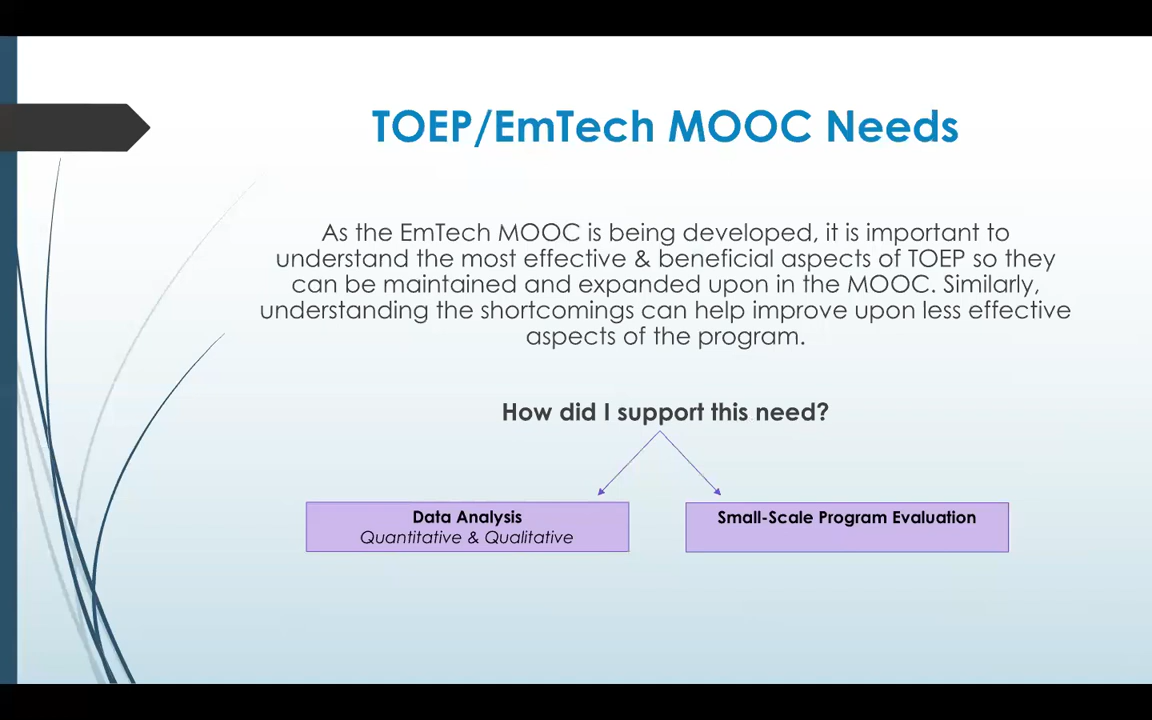 TOEP/EmTech MOOC Needs
As the EmTech MOOC is being developed, it is important to
understand the most effective & beneficial aspects of TOEP so they
can be maintained and expanded upon in the MOOC. Similarly,
understanding the shortcomings can help improve upon less effective
aspects of the program.
How did I support this need?
Data Analysis
Quantitative & Qualitative
Small-Scale Program Evaluation